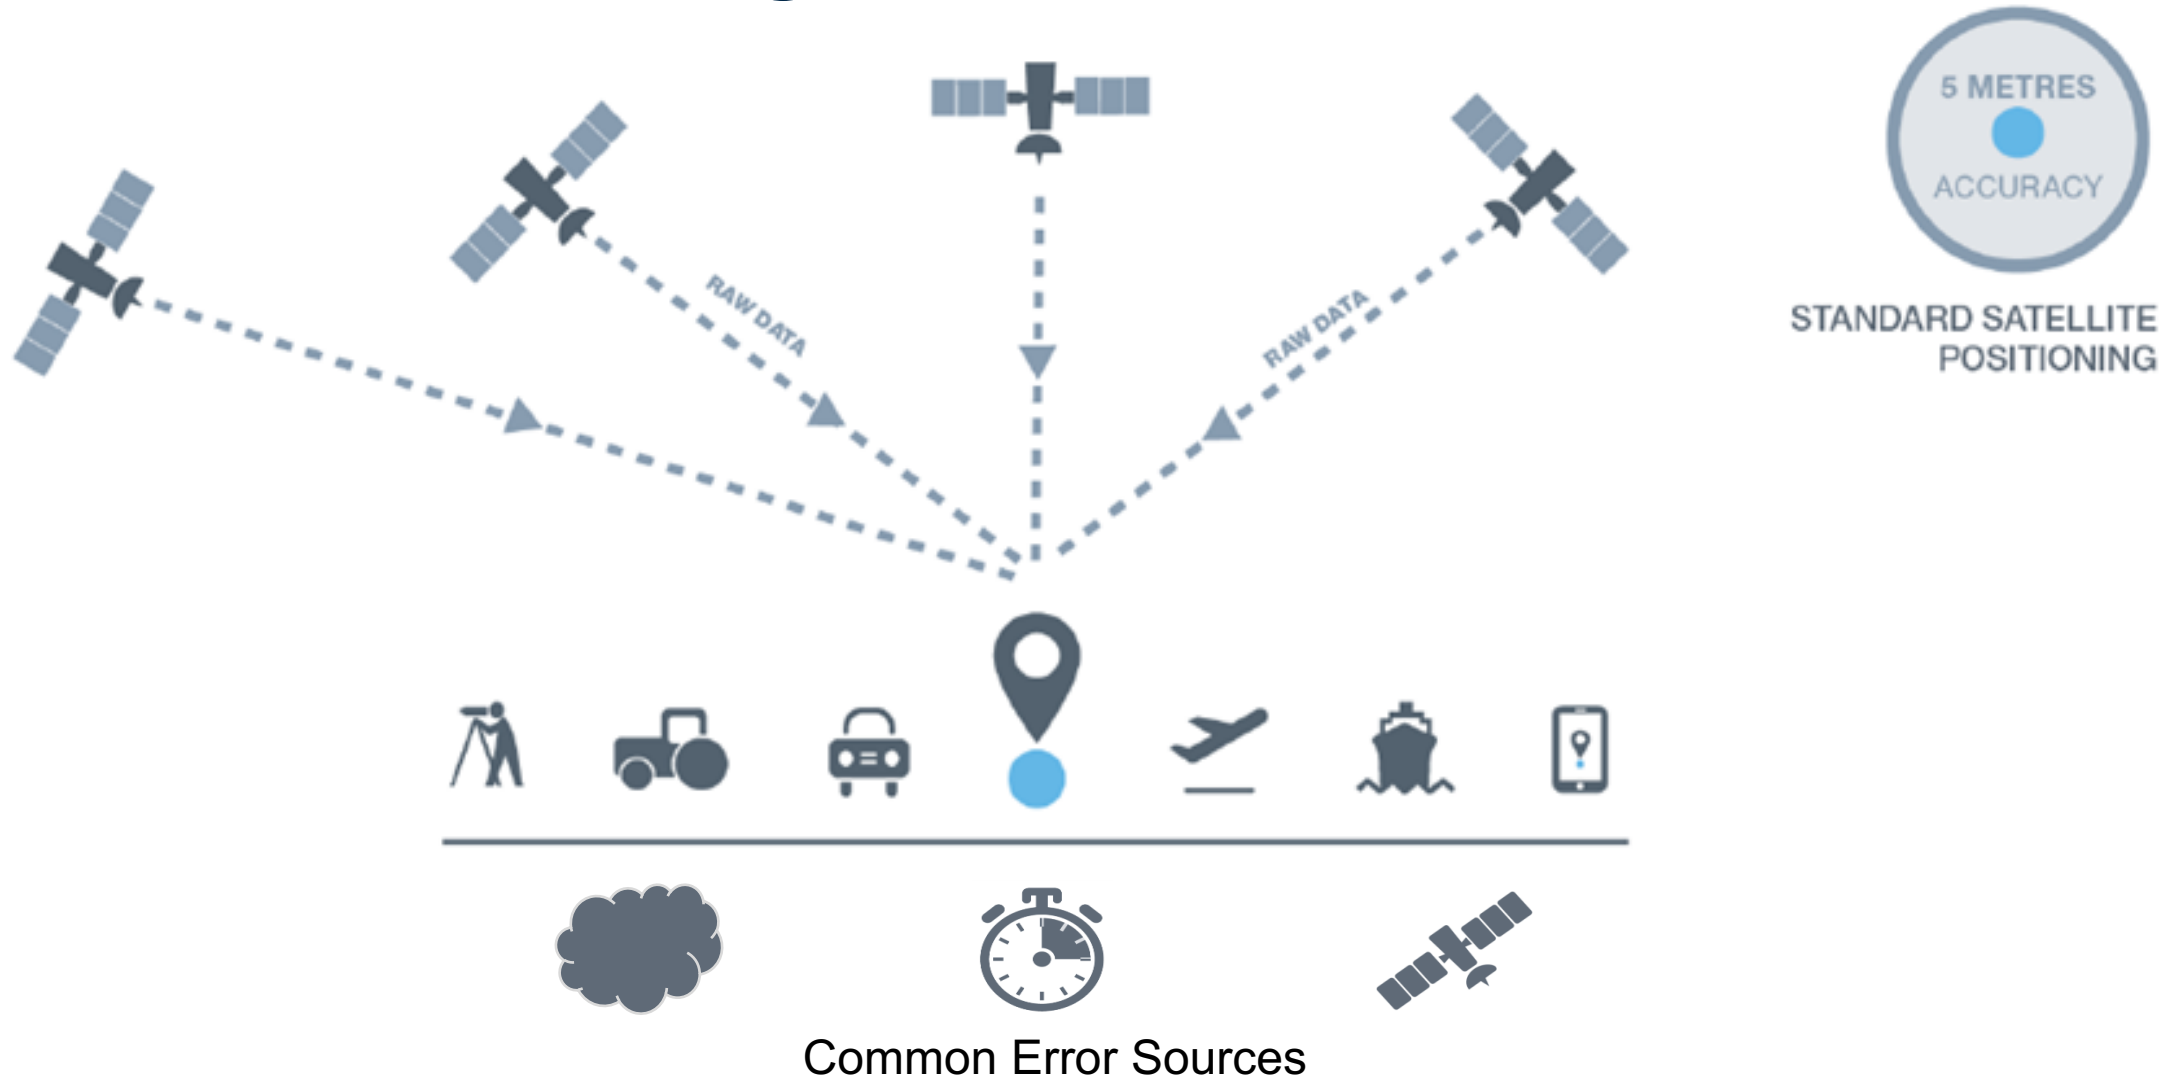 5 METRES
ACCURACY
STANDARD SATELLITE
POSITIONING
RAW DATA
RAW DATA
Common Error Sources